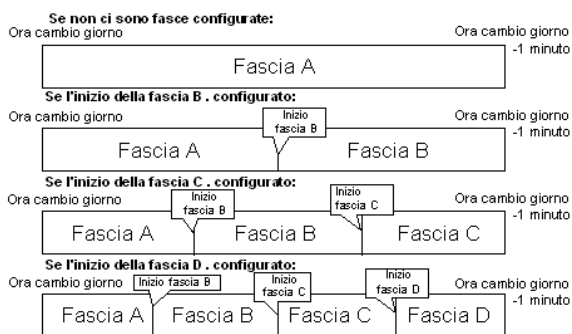 Se non ci sono fasce configurate:
Ora cambio giorno
Ora cambio giorno
-1 minuto
Fascia A
Se l'inizio della fascia B . configurato:
Ora cambio giorno
Inizio
fascia B
Ora cambio giorno
-1 minuto
Fascia A
Fascia B
Se l'inizio della fascia C . configurato:
Ora cambio giorno
Inizio
fascia B
Inizio
fascia C
Ora cambio giorno
-1 minuto
Fascia A
Fascia B
Fascia C
Se l'inizio della fascia D . configurato:
Ora cambio giorno
Inizio fascia B
Inizio
fascia C
Inizio
fascia D
Ora cambio giorno
-1 minuto
Fascia A
Fascia B
Fascia C
Fascia D